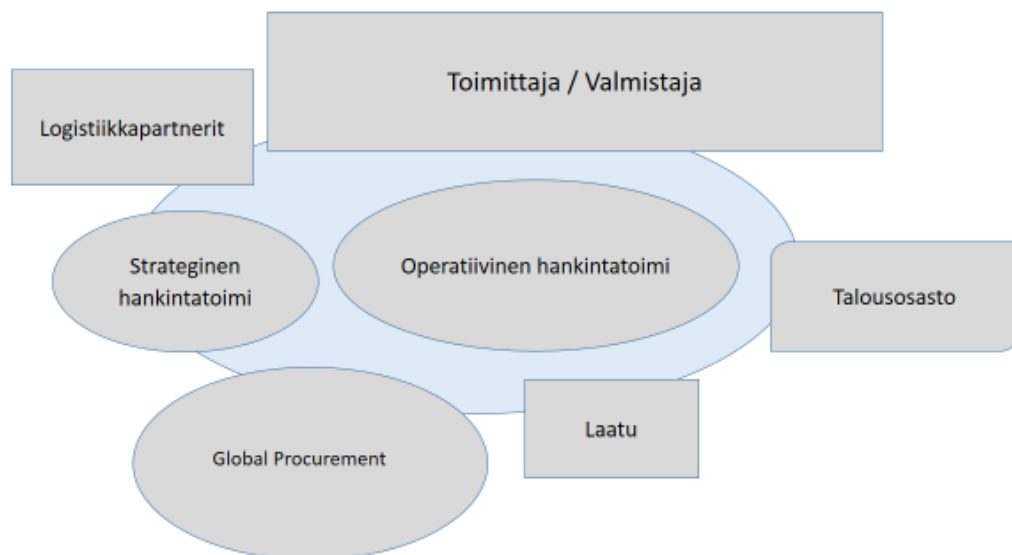 Toimittaja / Valmistaja
Logistiikkapartnerit
Strateginen
hankintatoimi
Operatiivinen hankintatoimi
Talousosasto
Global Procurement
Laatu